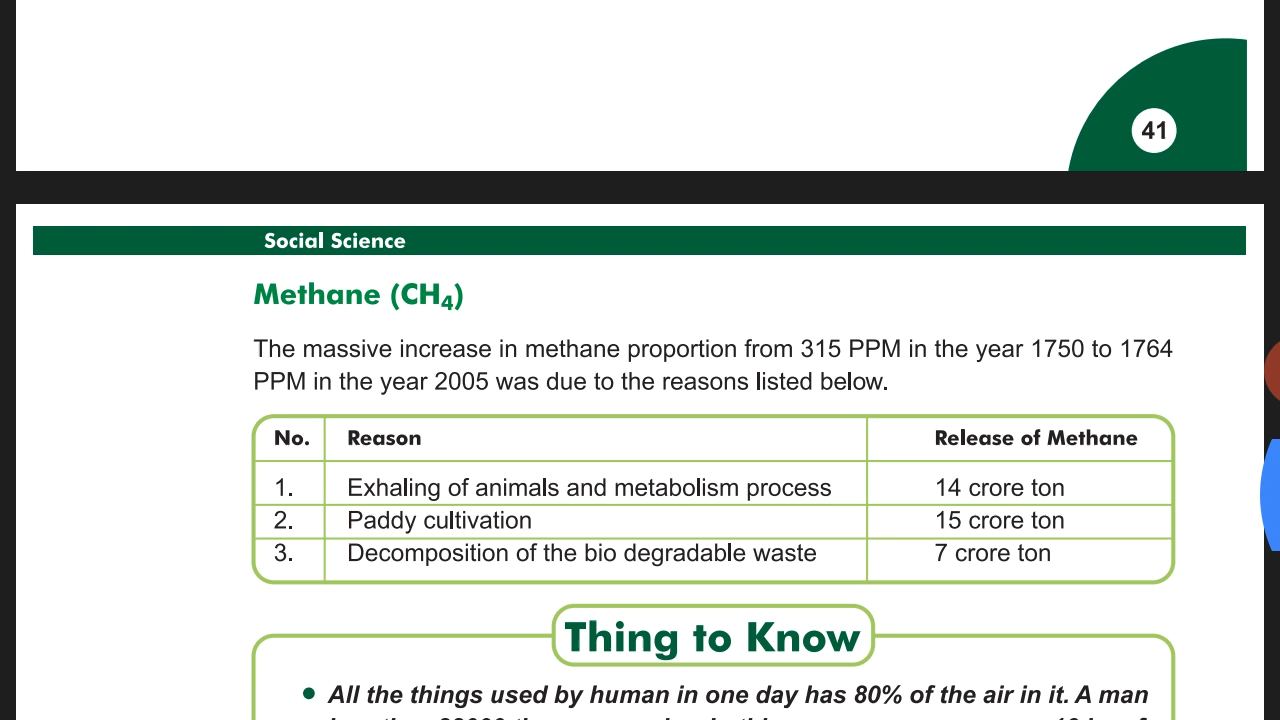 41
Social Science
Methane (CH₄)
The massive increase in methane proportion from 315 PPM in the year 1750 to 1764
PPM in the year 2005 was due to the reasons listed below.
No. Reason Release of Methane
1. Exhaling of animals and metabolism process 14 crore ton
2. Paddy cultivation 15 crore ton
3. Decomposition of the bio degradable waste 7 crore ton
Thing to Know
• All the things used by human in one day has 80% of the air in it. A man